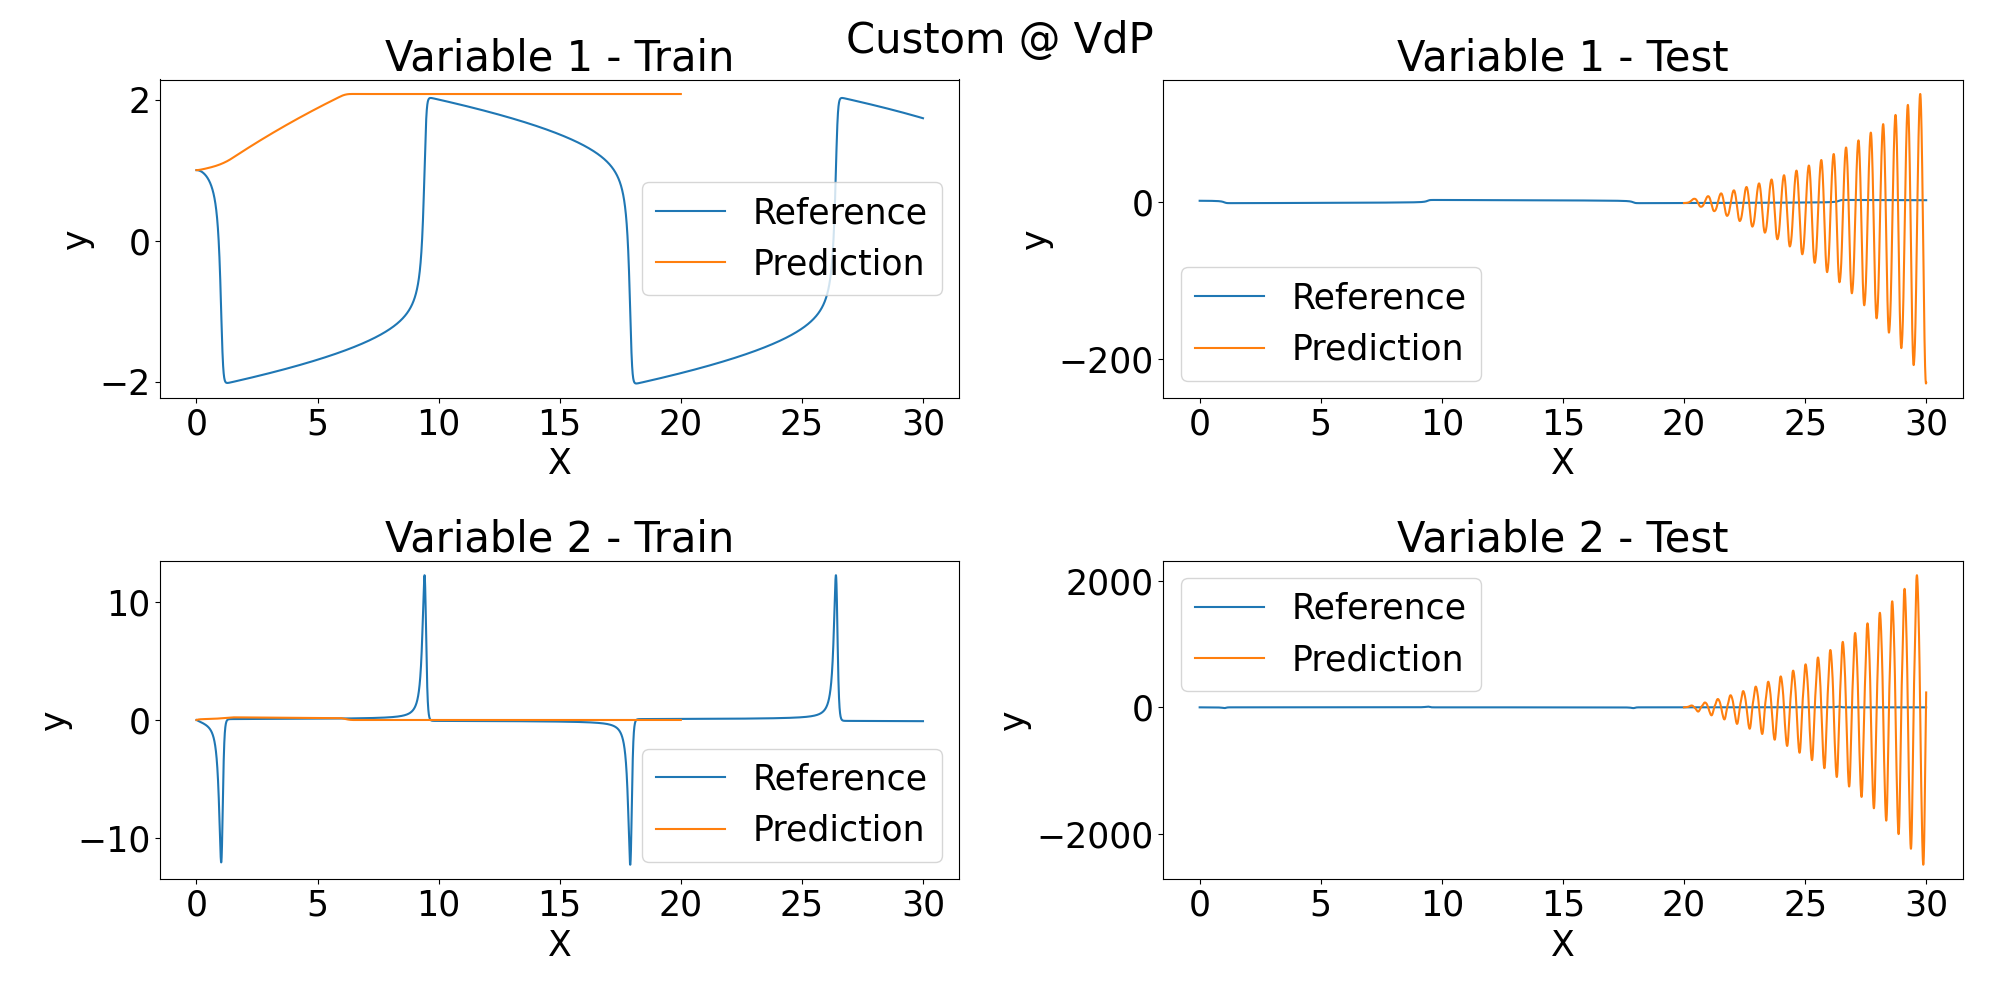 Custom @ VdP
Variable 1 - Train
2
0
−2
y
0 5 10 15 20 25 30
X
Reference
Prediction
Variable 1 - Test
0
−200
y
0 5 10 15 20 25 30
X
Reference
Prediction
Variable 2 - Train
10
0
−10
y
0 5 10 15 20 25 30
X
Reference
Prediction
Variable 2 - Test
2000
0
−2000
y
0 5 10 15 20 25 30
X
Reference
Prediction